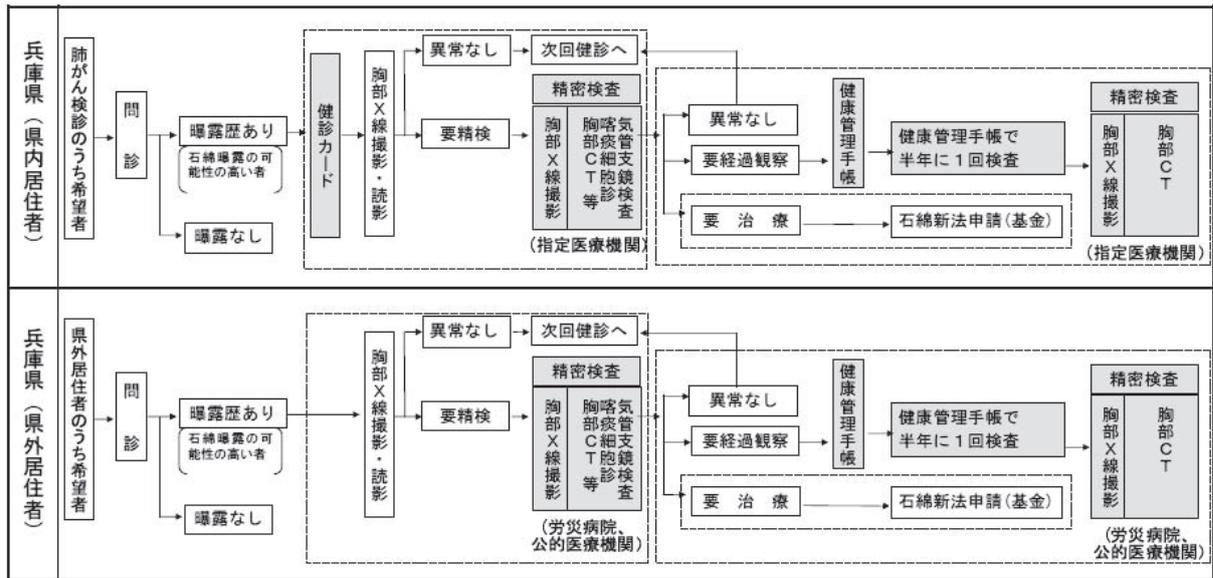 兵庫県（県内居住者）
肺がん検診のうち希望者
問診
曝露歴あり
石綿曝露の可
能性の高い者
曝露なし
健診カード
胸部X線撮影・読影
異常なし
次回健診へ
要精検
精密検査
胸部X線撮影
胸部CT 等
喀痰細胞診
気管支鏡検査
(指定医療機関)
異常なし
要経過観察
要治療
健康管理手帳
健康管理手帳で
半年に１回検査
石綿新法申請(基金)
精密検査
胸部X線撮影
胸部CT
(指定医療機関)
兵庫県（県外居住者）
県外居住者のうち希望者
問診
曝露歴あり
石綿曝露の可
能性の高い者
曝露なし
胸部X線撮影・読影
異常なし
次回健診へ
要精検
精密検査
胸部X線撮影
胸部CT 等
喀痰細胞診
気管支鏡検査
(労災病院、
公的医療機関)
異常なし
要経過観察
要治療
健康管理手帳
健康管理手帳で
半年に１回検査
石綿新法申請(基金)
精密検査
胸部X線撮影
胸部CT
(労災病院、
公的医療機関)